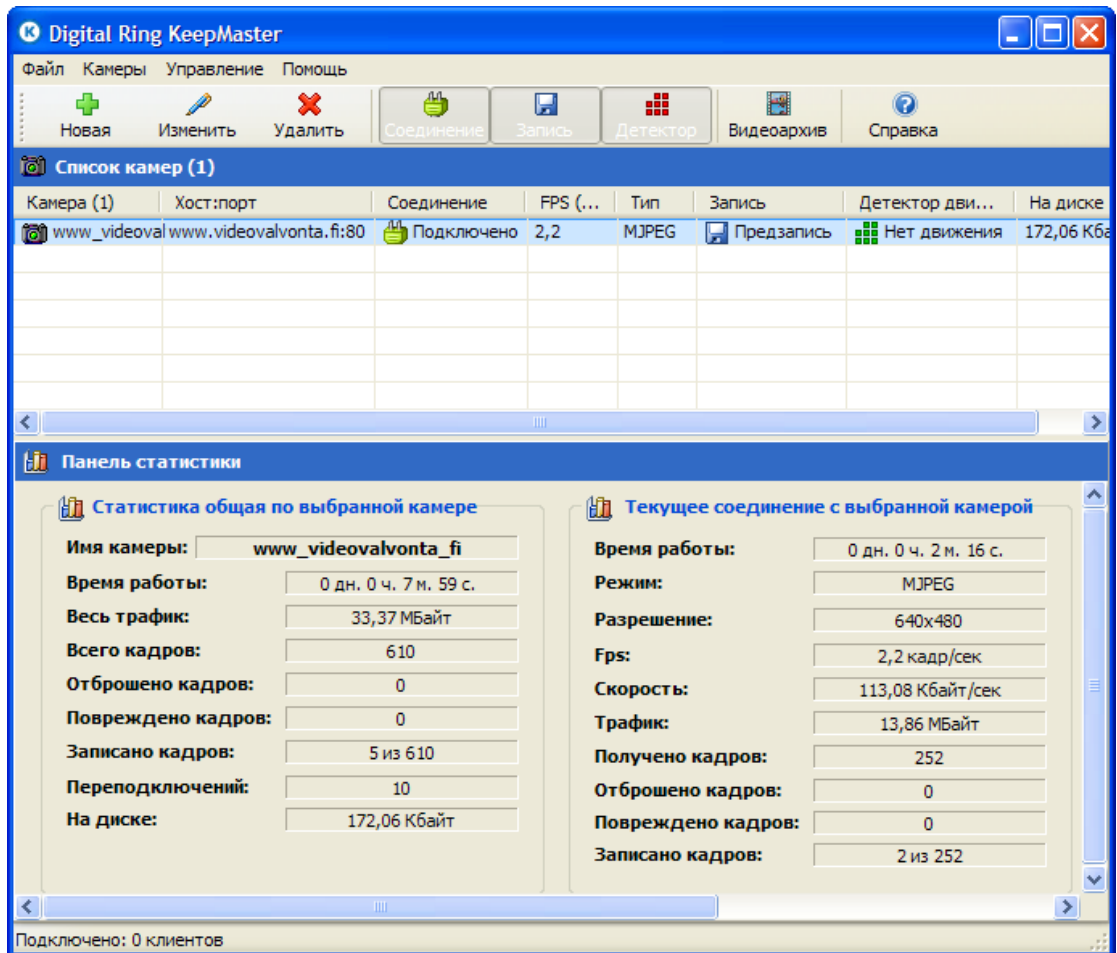 Digital Ring KeepMaster
Файл Камеры Управление Помощь
Новая Изменить Удалить Соединение Запись Детектор Видеоархив Справка
Список камер (1)
Камера (1) Хост:порт Соединение FPS (... Тип Запись Детектор дви... На диске
www_videoval www.videovalvonta.fi:80 Подключено 2,2 MJPEG Предзапись Нет движения 172,06 Кба
Панель статистики
Статистика общая по выбранной камере
Имя камеры: www_videovalvonta_fi
Время работы: 0 дн. 0 ч. 7 м. 59 с.
Весь трафик: 33,37 МБайт
Всего кадров: 610
Отброшено кадров: 0
Повреждено кадров: 0
Записано кадров: 5 из 610
Переподключений: 10
На диске: 172,06 Кбайт
Текущее соединение с выбранной камерой
Время работы: 0 дн. 0 ч. 2 м. 16 с.
Режим: MJPEG
Разрешение: 640x480
Fps: 2,2 кадр/сек
Скорость: 113,08 Кбайт/сек
Трафик: 13,86 МБайт
Получено кадров: 252
Отброшено кадров: 0
Повреждено кадров: 0
Записано кадров: 2 из 252
Подключено: 0 клиентов